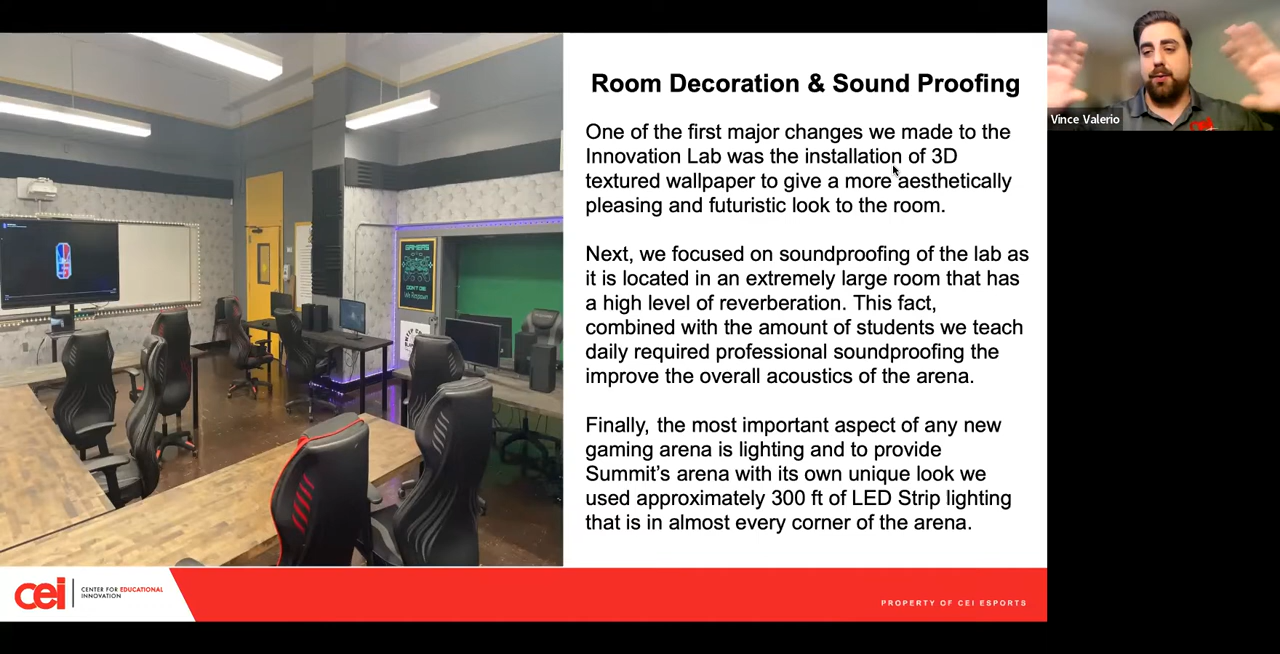 Room Decoration & Sound Proofing
One of the first major changes we made to the
Innovation Lab was the installation of 3D
textured wallpaper to give a more aesthetically
pleasing and futuristic look to the room.
Next, we focused on soundproofing of the lab as
it is located in an extremely large room that has
a high level of reverberation. This fact,
combined with the amount of students we teach
daily required professional soundproofing the
improve the overall acoustics of the arena.
Finally, the most important aspect of any new
gaming arena is lighting and to provide
Summit's arena with its own unique look we
used approximately 300 ft of LED Strip lighting
that is in almost every corner of the arena.
Vince Valerio
GAMERS
DON'T DIE
cei
CENTER FOR EDUCATIONAL
INNOVATION
PROPERTY OF CEI ESPORTS